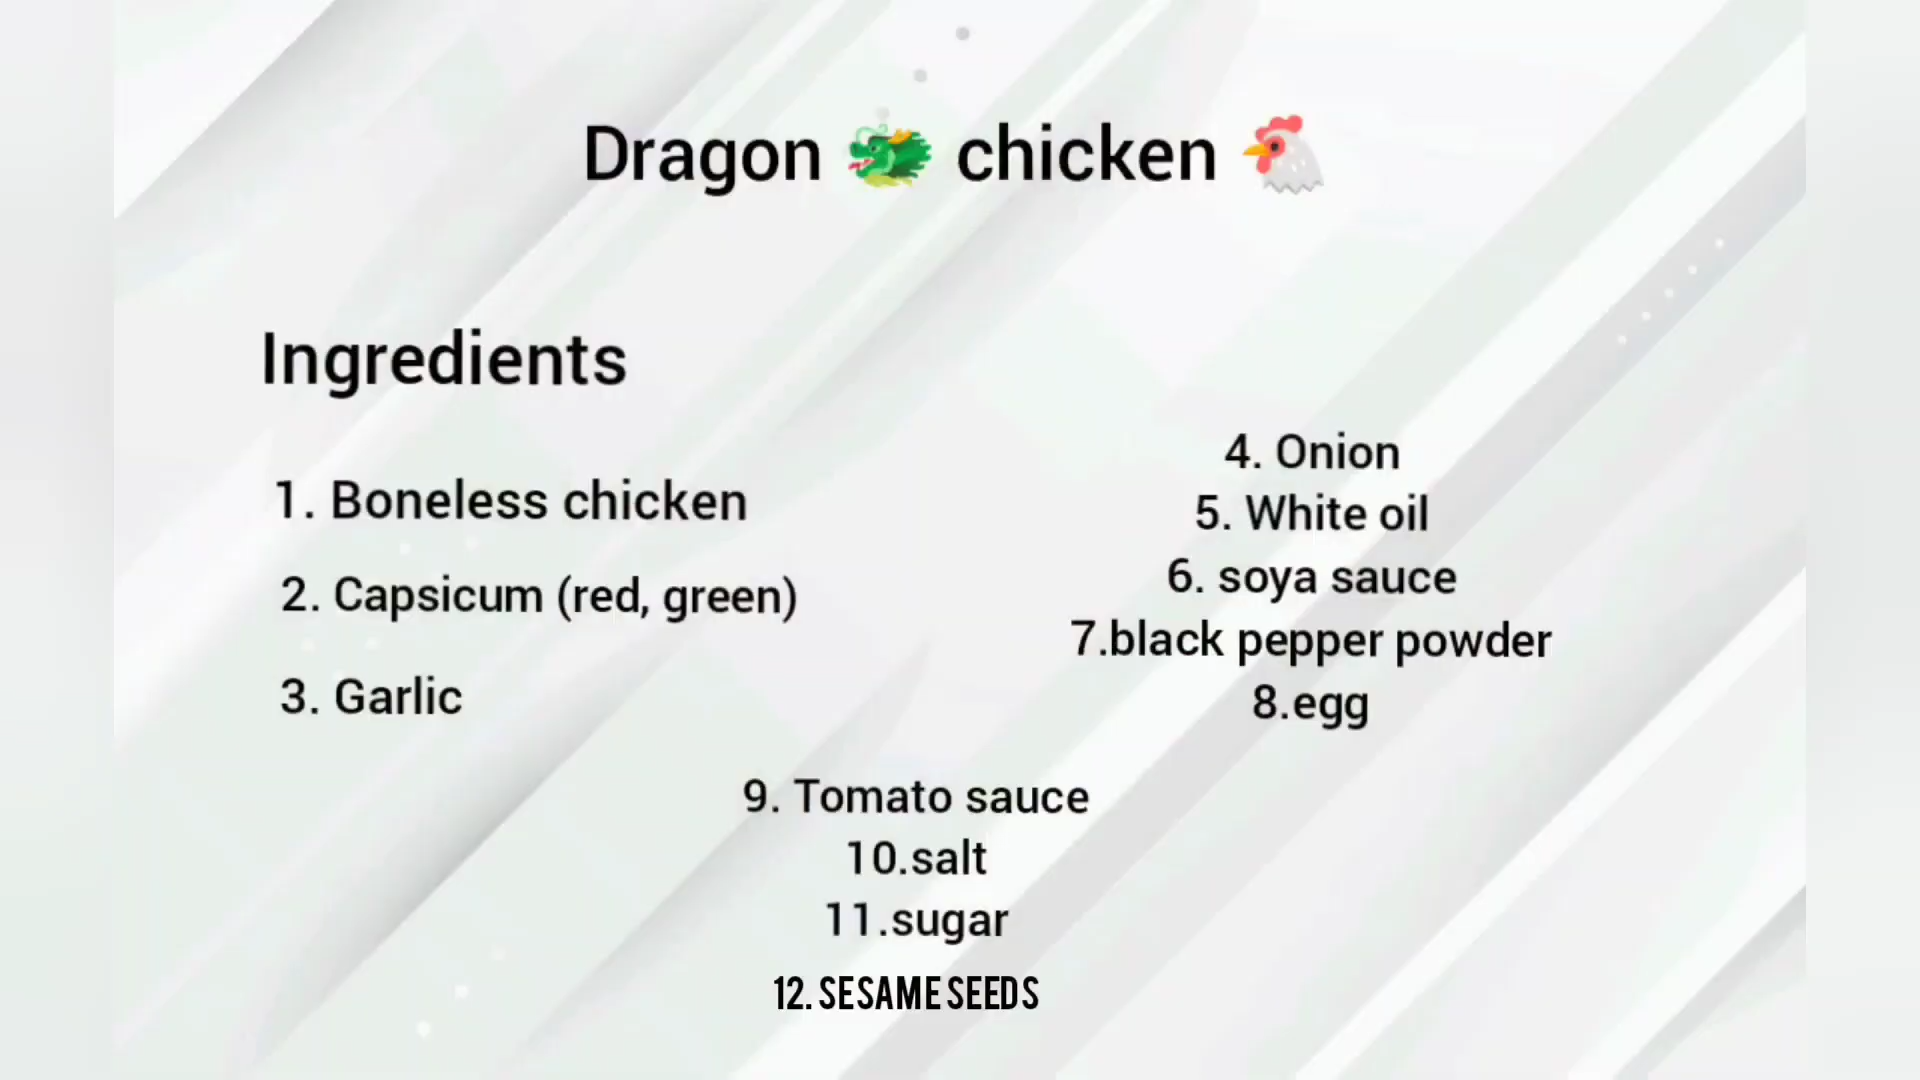 Dragon 🐲 chicken 🐔
Ingredients
1. Boneless chicken
2. Capsicum (red, green)
3. Garlic
4. Onion
5. White oil
6. soya sauce
7.black pepper powder
8.egg
9. Tomato sauce
10.salt
11.sugar
12. SESAME SEEDS